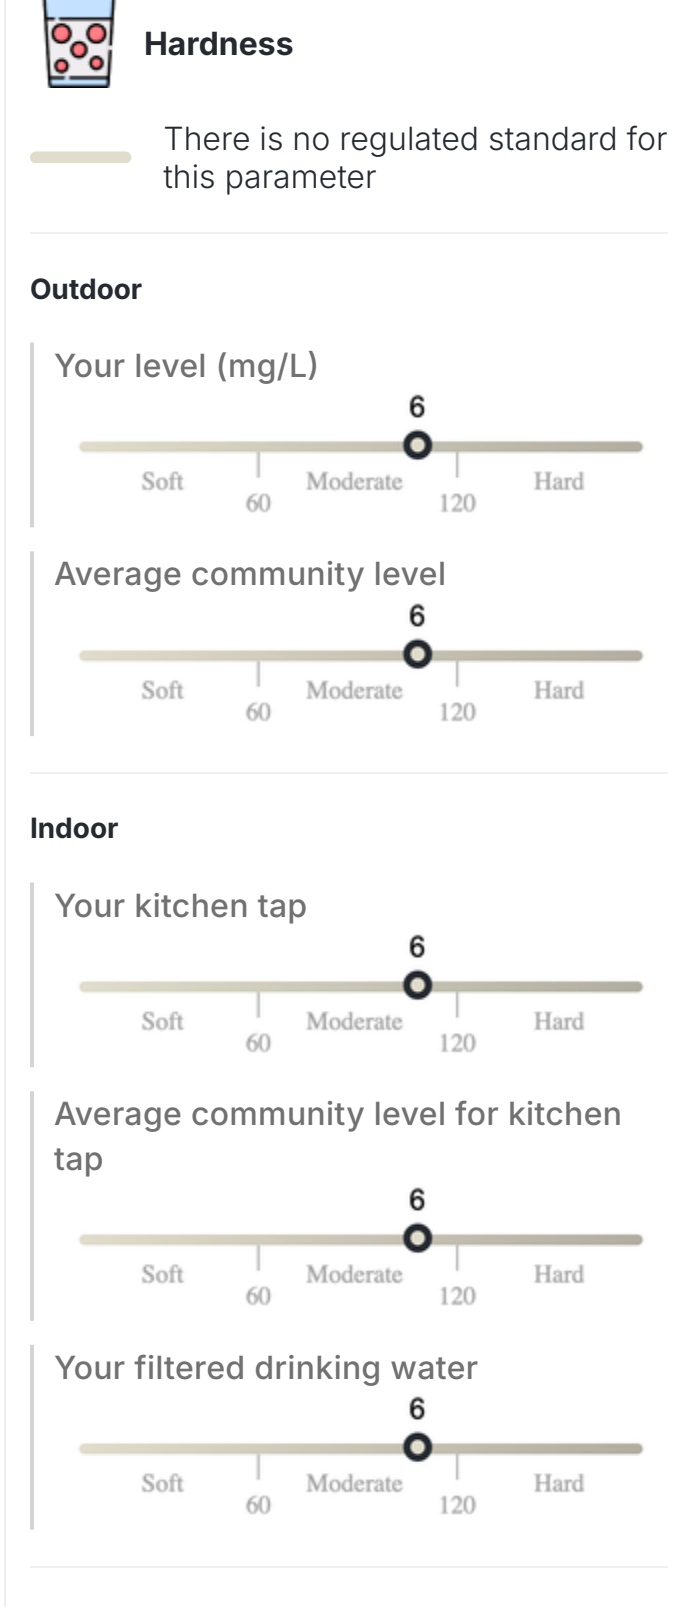 Hardness
There is no regulated standard for
this parameter
Outdoor
Your level (mg/L)
6
Soft Moderate Hard
60 120
Average community level
6
Soft Moderate Hard
60 120
Indoor
Your kitchen tap
6
Soft Moderate Hard
60 120
Average community level for kitchen
tap
6
Soft Moderate Hard
60 120
Your filtered drinking water
6
Soft Moderate Hard
60 120